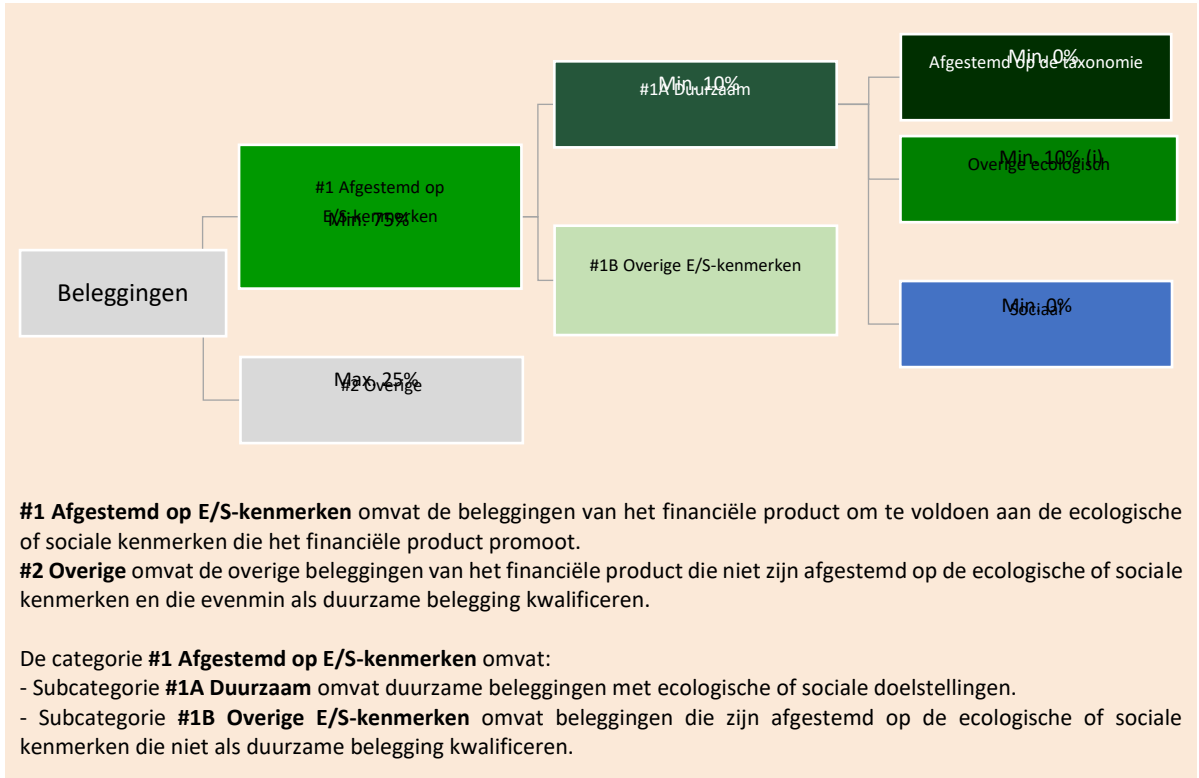 Beleggingen
#1 Afgestemd op
E/S-kenmerken
Min. 75%
Max. 25%
#2 Overige
Min. 10%
#1A Duurzaam
#1B Overige E/S-kenmerken
Min. 0%
Afgestemd op de taxonomie
Min. 10% (i)
Overige ecologisch
Min. 0%
Sociaal
#1 Afgestemd op E/S-kenmerken omvat de beleggingen van het financiële product om te voldoen aan de ecologische
of sociale kenmerken die het financiële product promoot.
#2 Overige omvat de overige beleggingen van het financiële product die niet zijn afgestemd op de ecologische of sociale
kenmerken en die evenmin als duurzame belegging kwalificeren.
De categorie #1 Afgestemd op E/S-kenmerken omvat:
- Subcategorie #1A Duurzaam omvat duurzame beleggingen met ecologische of sociale doelstellingen.
- Subcategorie #1B Overige E/S-kenmerken omvat beleggingen die zijn afgestemd op de ecologische of sociale
kenmerken die niet als duurzame belegging kwalificeren.